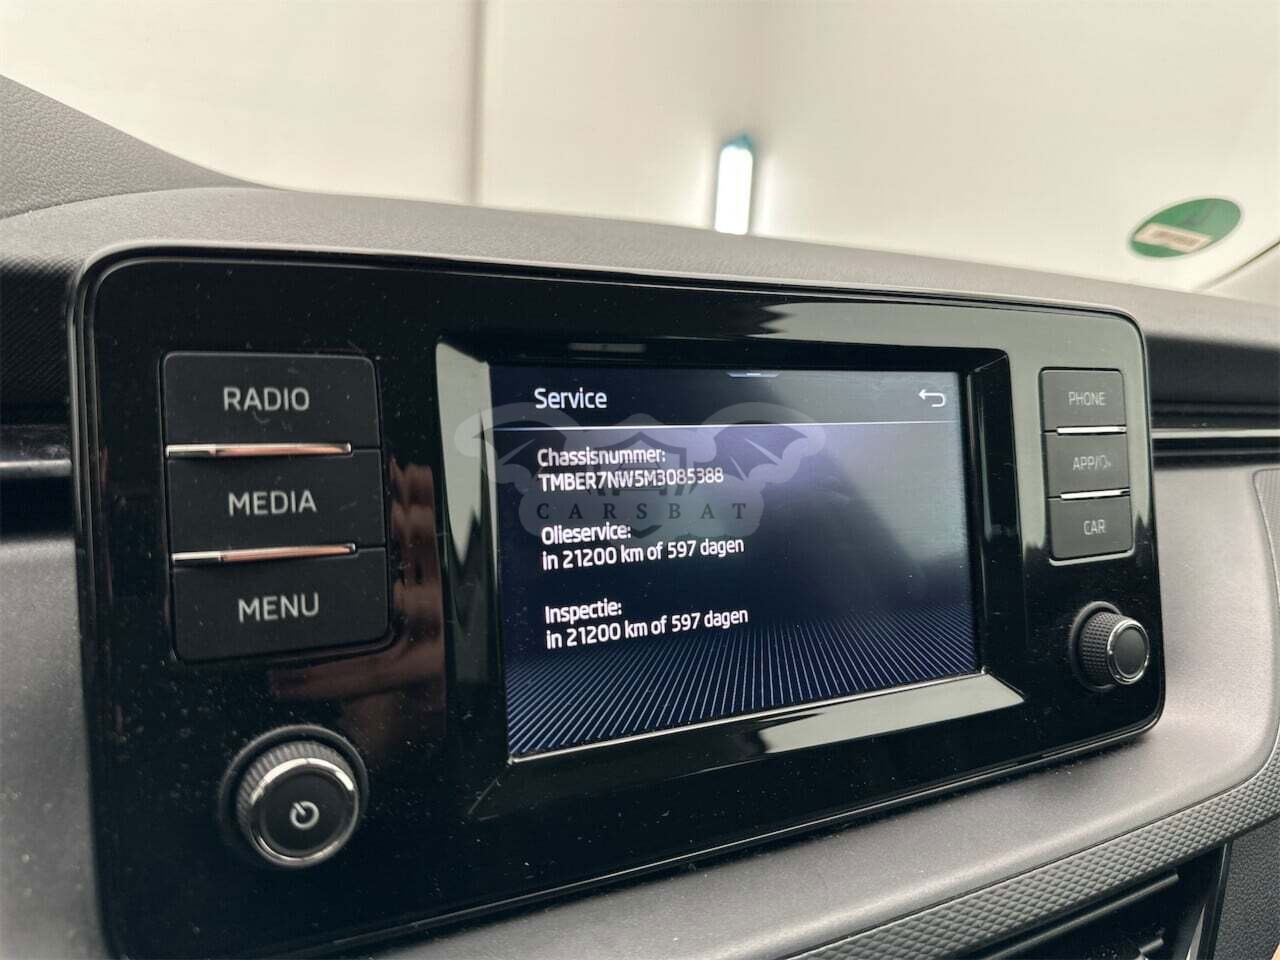 RADIO
MEDIA
MENU
Service
Chassisnummer:
TMBER7NW5M3085388
CARSBAT
Olieservice:
in 21200 km of 597 dagen
Inspectie:
in 21200 km of 597 dagen
PHONE
APP/
CAR